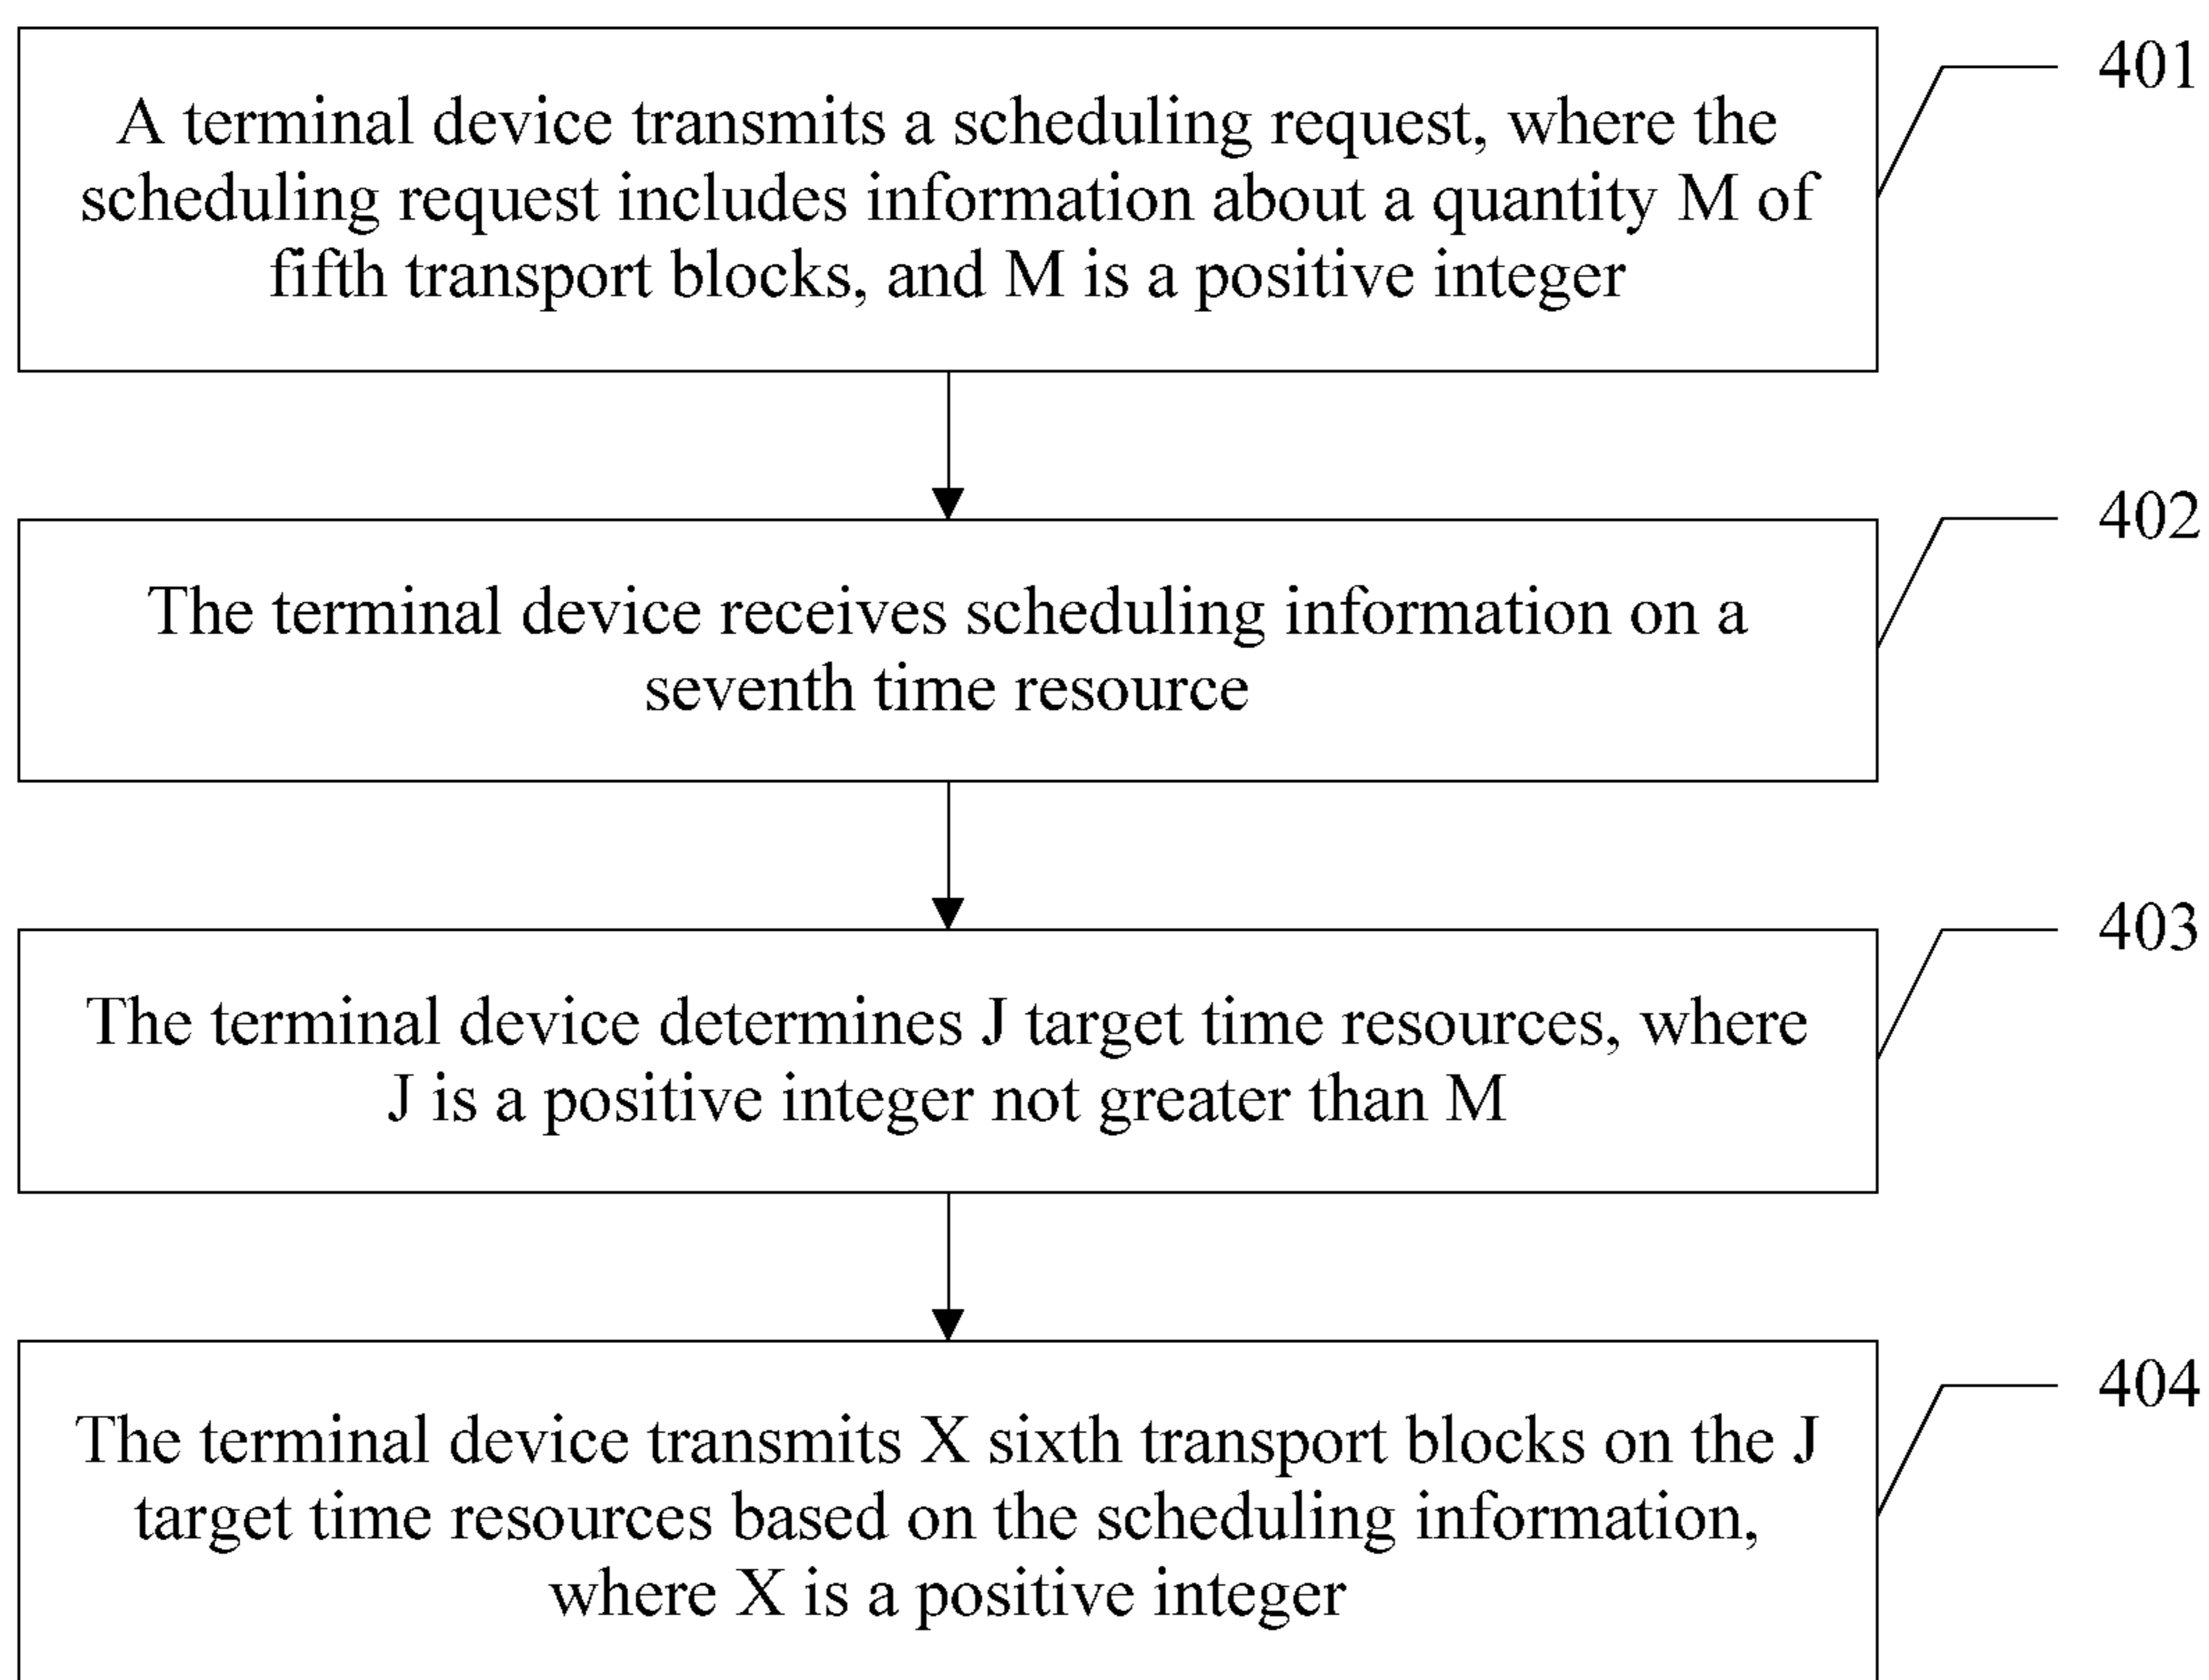 A terminal device transmits a scheduling request, where the
scheduling request includes information about a quantity M of
fifth transport blocks, and M is a positive integer
401
The terminal device receives scheduling information on a
seventh time resource
402
The terminal device determines J target time resources, where
J is a positive integer not greater than M
403
The terminal device transmits X sixth transport blocks on the J
target time resources based on the scheduling information,
where X is a positive integer
404